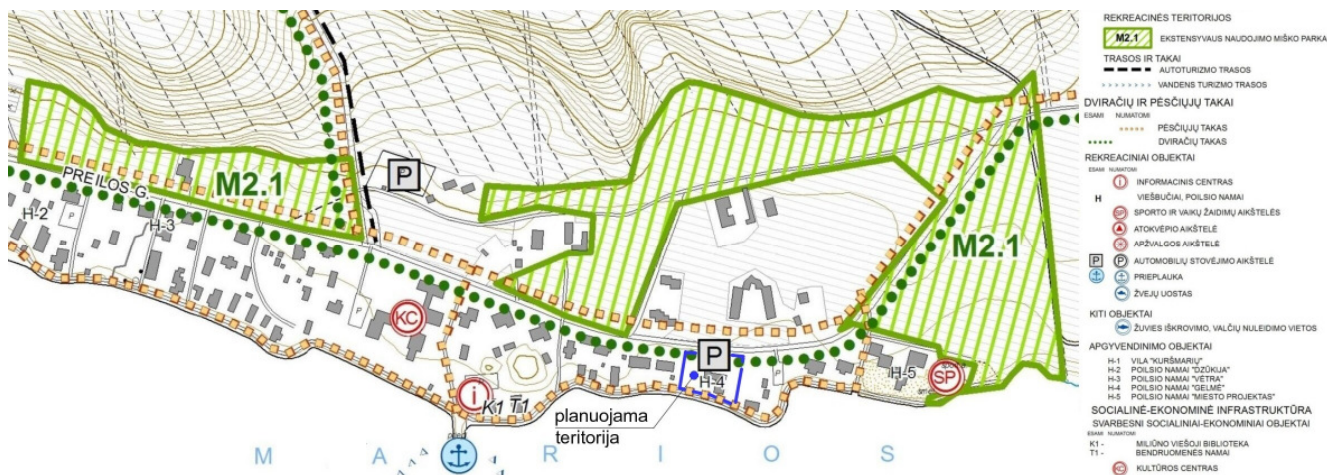 M2.1
PREILOS G.
H-2
H-3
P
P
P
KC
i
K1 T1
P
H-4
planuojama
teritorija
H-5
SP
M2.1
M A R I O S
REKREACINĖS TERITORIJOS
M2.1 EKSTENSYVAUS NAUDOJIMO MIŠKO PARKA
TRASOS IR TAKAI
AUTOTURIZMO TRASOS
VANDENS TURIZMO TRASOS
DVIRAČIŲ IR PĖSČIŲJŲ TAKAI
ESAMI NUMATOMI
PĖSČIŲJŲ TAKAS
DVIRAČIŲ TAKAS
REKREACINIAI OBJEKTAI
ESAMI NUMATOMI
i INFORMACINIS CENTRAS
H VIEŠBUČIAI, POILSIO NAMAI
SP SPORTO IR VAIKŲ ŽAIDIMŲ AIKŠTELĖS
ATOKVĖPIO AIKŠTELĖ
APŽVALGOS AIKŠTELĖ
P P AUTOMOBILIŲ STOVĖJIMO AIKŠTELĖ
PRIEPLAUKA
ŽVEJŲ UOSTAS
KITI OBJEKTAI
ŽUVIES IŠKROVIMO, VALČIŲ NULEIDIMO VIETOS
APGYVENDINIMO OBJEKTAI
H-1 VILA "KURŠMARIŲ"
H-2 POILSIO NAMAI "DZŪKIJA"
H-3 POILSIO NAMAI "VĖTRA"
H-4 POILSIO NAMAI "GELMĖ"
H-5 POILSIO NAMAI "MIESTO PROJEKTAS"
SOCIALINĖ-EKONOMINĖ INFRASTRUKTŪRA
SVARBESNI SOCIALINIAI-EKONOMINIAI OBJEKTAI
ESAMI NUMATOMI
K1 - MILIŪNO VIEŠOJI BIBLIOTEKA
T1 - BENDRUOMENĖS NAMAI
KC KULTŪROS CENTRAS